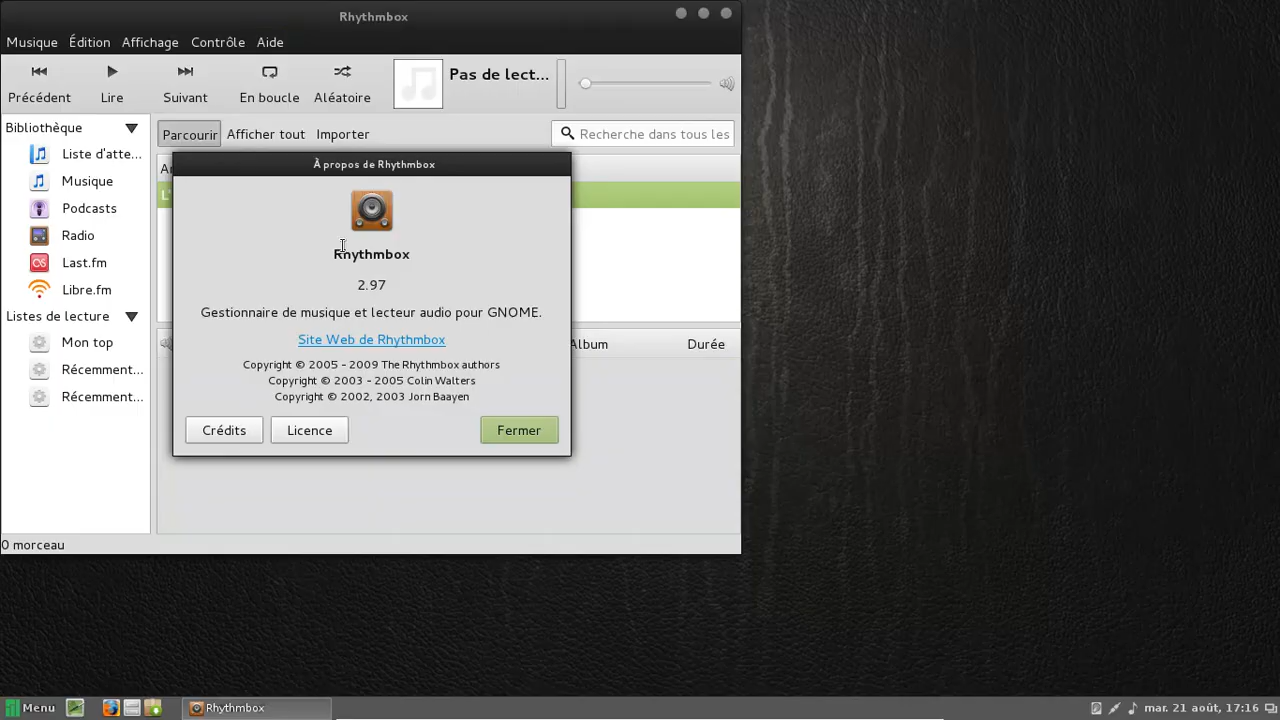 Rhythmbox
Musique Édition Affichage Contrôle Aide
Précédent Lire Suivant En boucle Aléatoire
Pas de lect...
Bibliothèque
Liste d'atte...
Musique
Podcasts
Radio
Last.fm
Libre.fm
Listes de lecture
Mon top
Récemment...
Récemment...
Parcourir Afficher tout Importer
Recherche dans tous les
À propos de Rhythmbox
Rhythmbox
2.97
Gestionnaire de musique et lecteur audio pour GNOME.
Site Web de Rhythmbox
Copyright © 2005 - 2009 The Rhythmbox authors
Copyright © 2003 - 2005 Colin Walters
Copyright © 2002, 2003 Jorn Baayen
Crédits Licence Fermer
Album Durée
0 morceau
Menu Rhythmbox mar. 21 août, 17:16